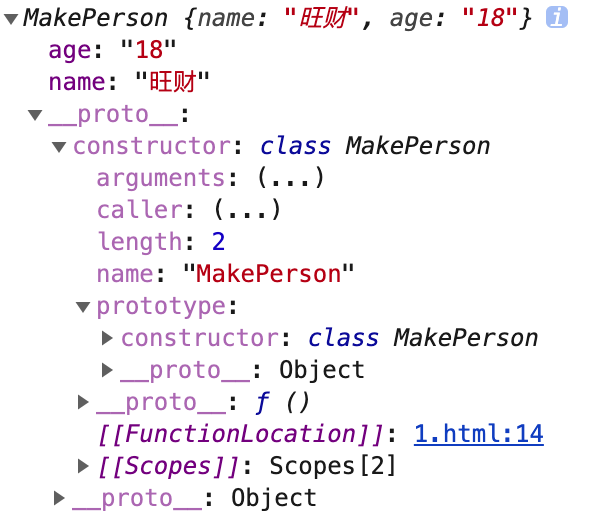 MakePerson {name: "旺财", age: "18"} i
age: "18"
name: "旺财"
__proto__:
constructor: class MakePerson
arguments: (...)
caller: (...)
length: 2
name: "MakePerson"
prototype:
constructor: class MakePerson
__proto__: Object
__proto__: ƒ ()
[[FunctionLocation]]: 1.html:14
[[Scopes]]: Scopes[2]
__proto__: Object